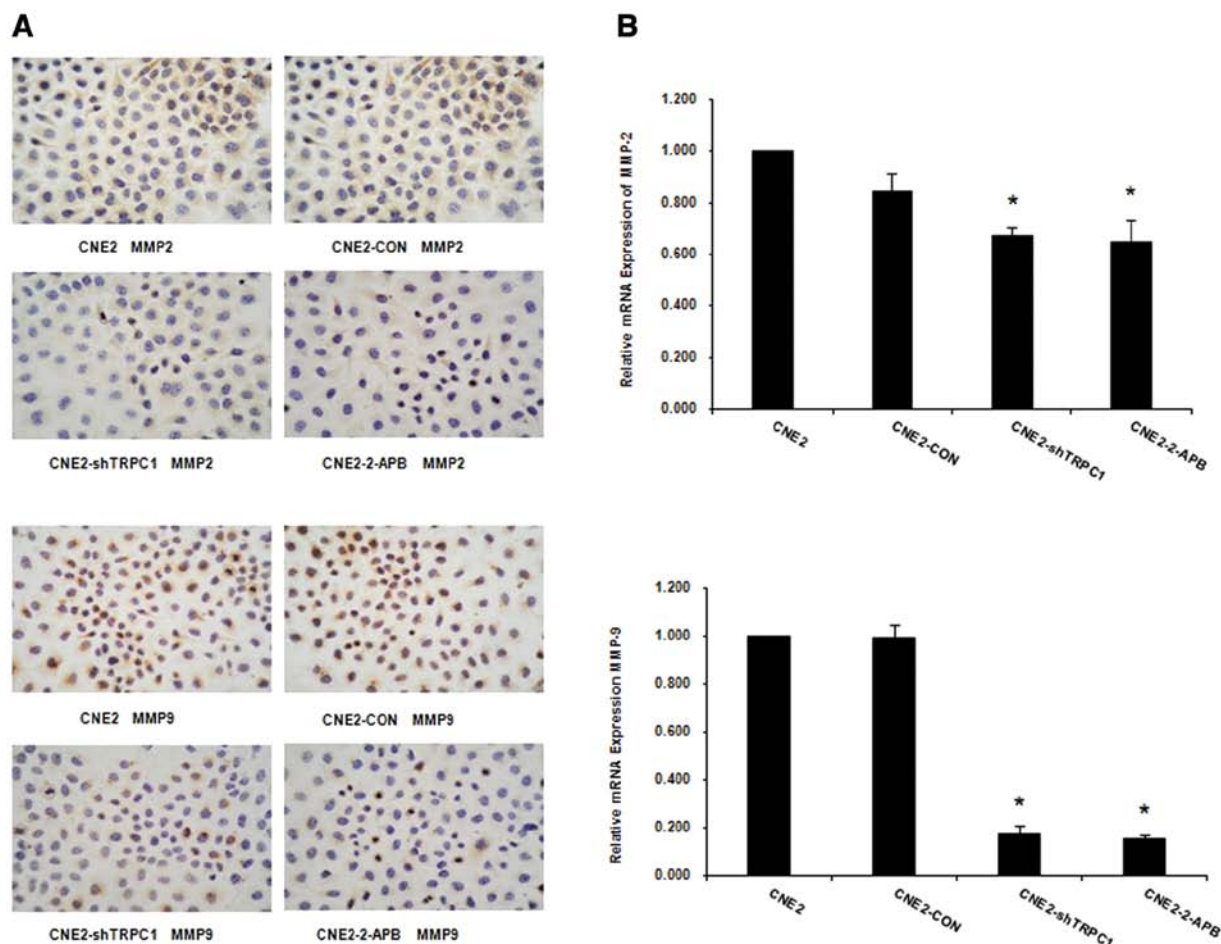 A
CNE2 MMP2
CNE2-CON MMP2
CNE2-shTRPC1 MMP2
CNE2-2-APB MMP2
CNE2 MMP9
CNE2-CON MMP9
CNE2-shTRPC1 MMP9
CNE2-2-APB MMP9
B
Relative mRNA Expression of MMP-2
1.200
1.000
0.800
0.600
0.400
0.200
0.000
*
*
CNE2
CNE2-CON
CNE2-shTRPC1
CNE2-2-APB
Relative mRNA Expression MMP-9
1.200
1.000
0.800
0.600
0.400
0.200
0.000
*
*
CNE2
CNE2-CON
CNE2-shTRPC1
CNE2-2-APB